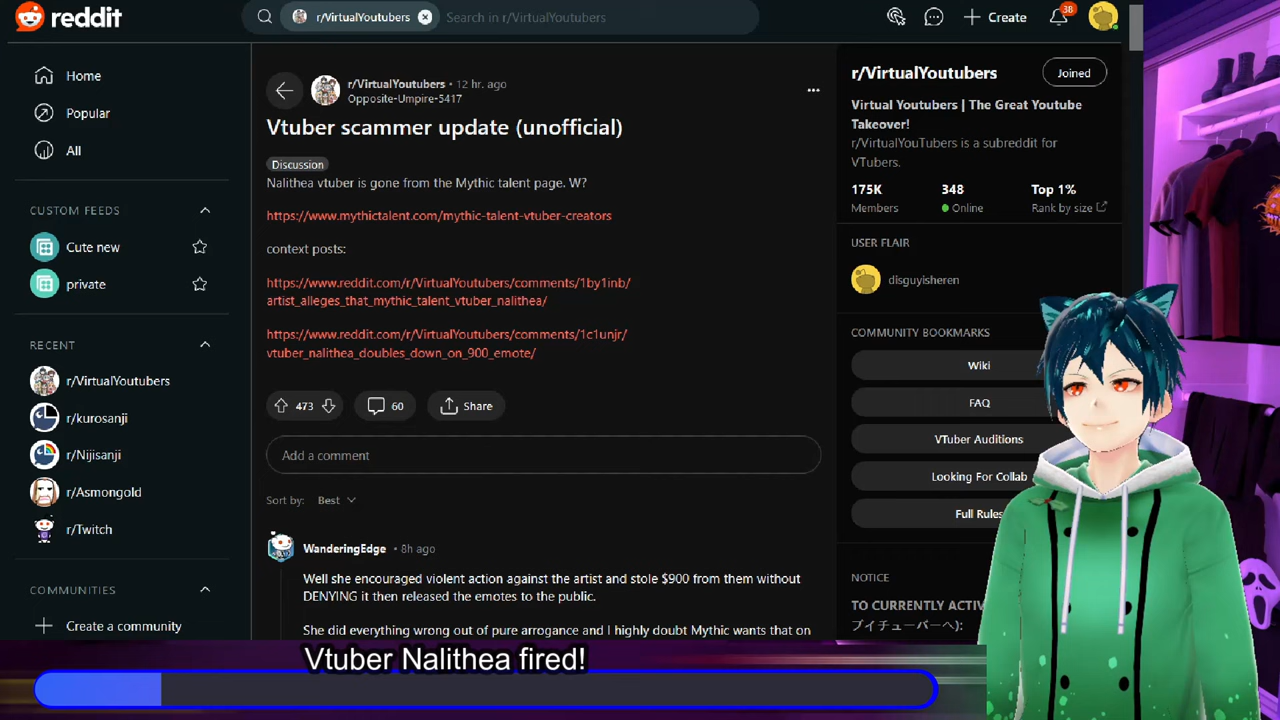 reddit
r/VirtualYoutubers
Search in r/VirtualYoutubers
Create
38
Home
Popular
All
CUSTOM FEEDS
Cute new
private
RECENT
r/VirtualYoutubers
r/kurosanji
r/Nijisanji
r/Asmongold
r/Twitch
COMMUNITIES
Create a community
r/VirtualYoutubers • 12 hr. ago
Opposite-Umpire-5417
Vtuber scammer update (unofficial)
Discussion
Nalithea vtuber is gone from the Mythic talent page. W?
https://www.mythictalent.com/mythic-talent-vtuber-creators
context posts:
https://www.reddit.com/r/VirtualYoutubers/comments/1by1inb/
artist_alleges_that_mythic_talent_vtuber_nalithea/
https://www.reddit.com/r/VirtualYoutubers/comments/1c1unjr/
vtuber_nalithea_doubles_down_on_900_emote/
473
60
Share
Add a comment
Sort by: Best
WanderingEdge • 8h ago
Well she encouraged violent action against the artist and stole $900 from them without
DENYING it then released the emotes to the public.
She did everything wrong out of pure arrogance and I highly doubt Mythic wants that on
r/VirtualYoutubers
Joined
Virtual Youtubers | The Great Youtube
Takeover!
r/VirtualYouTubers is a subreddit for
VTubers.
175K 348 Top 1%
Members Online Rank by size
USER FLAIR
disguyisheren
COMMUNITY BOOKMARKS
Wiki
FAQ
VTuber Auditions
Looking For Collab
Full Rules
NOTICE
TO CURRENTLY ACTIV
ブイチューバーへ):
Vtuber Nalithea fired!